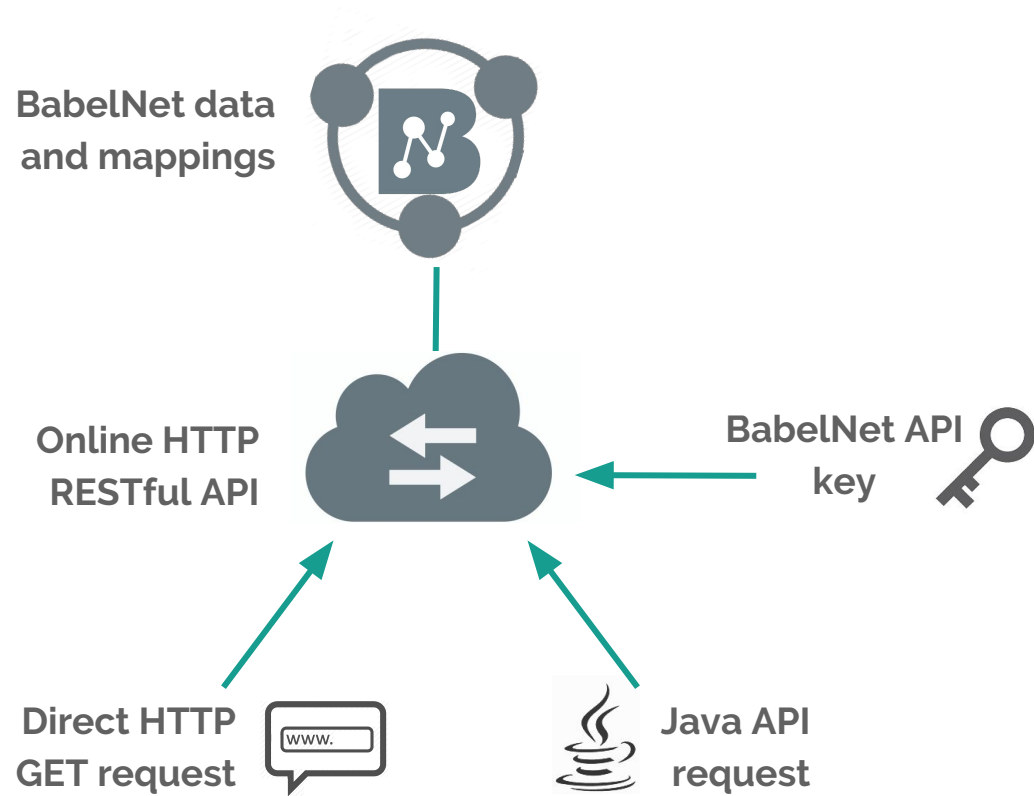 BabelNet data
and mappings
B
Online HTTP
RESTful API
BabelNet API
key
Direct HTTP
GET request
www.
Java API
request